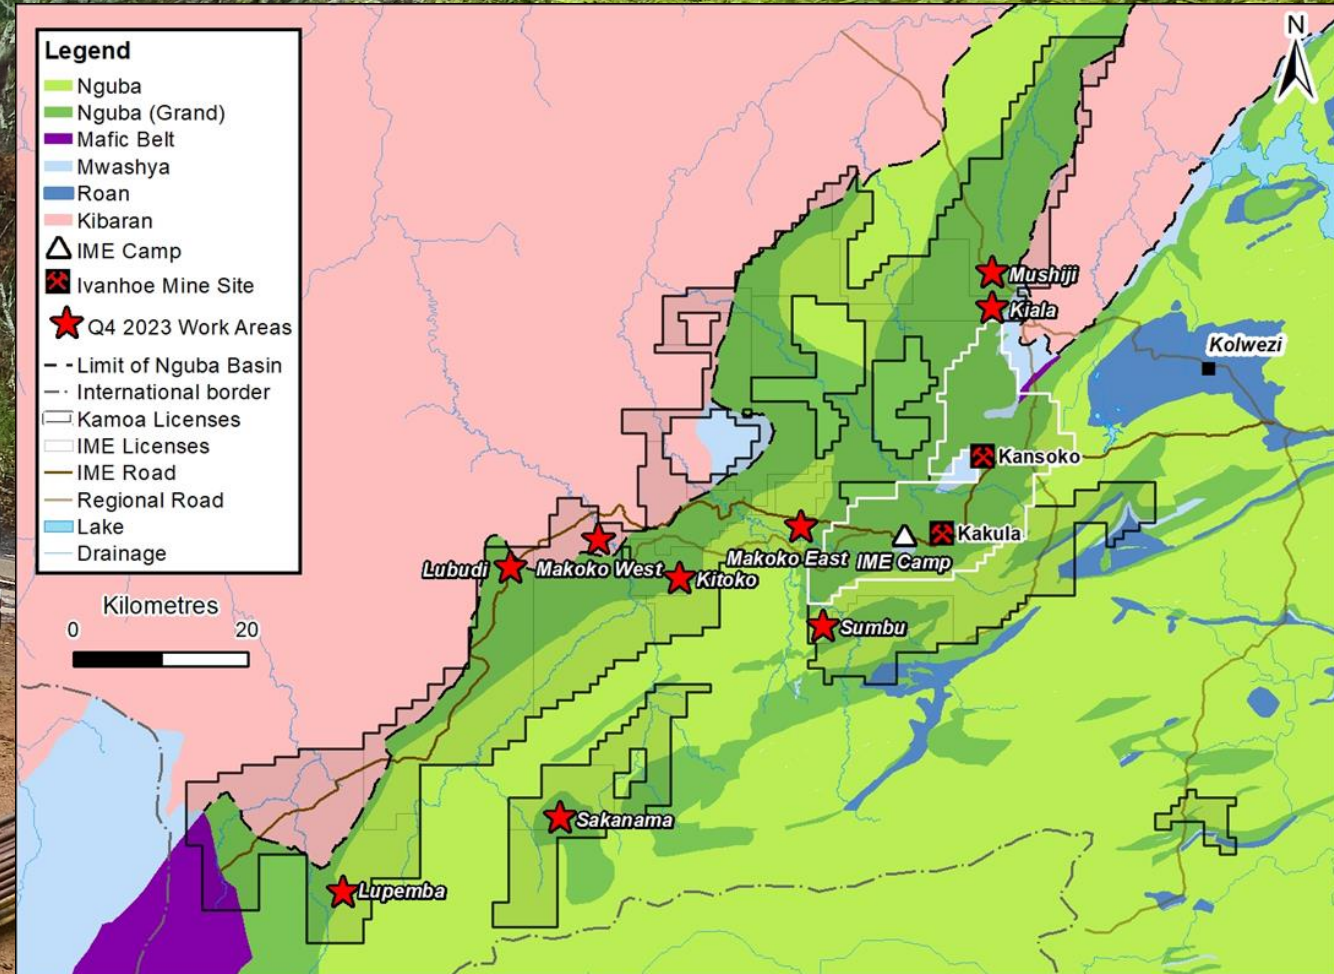 Legend
Nguba
Nguba (Grand)
Mafic Belt
Mwashya
Roan
Kibaran
IME Camp
Ivanhoe Mine Site
Q4 2023 Work Areas
Limit of Nguba Basin
International border
Kamoa Licenses
IME Licenses
IME Road
Regional Road
Lake
Drainage
Kilometres
0 20
N
Mushiji
Kiala
Kolwezi
Kansoko
Kakula
Makoko East IME Camp
Lubudi Makoko West
Kitoko
Sumbu
Sakanama
Lupemba